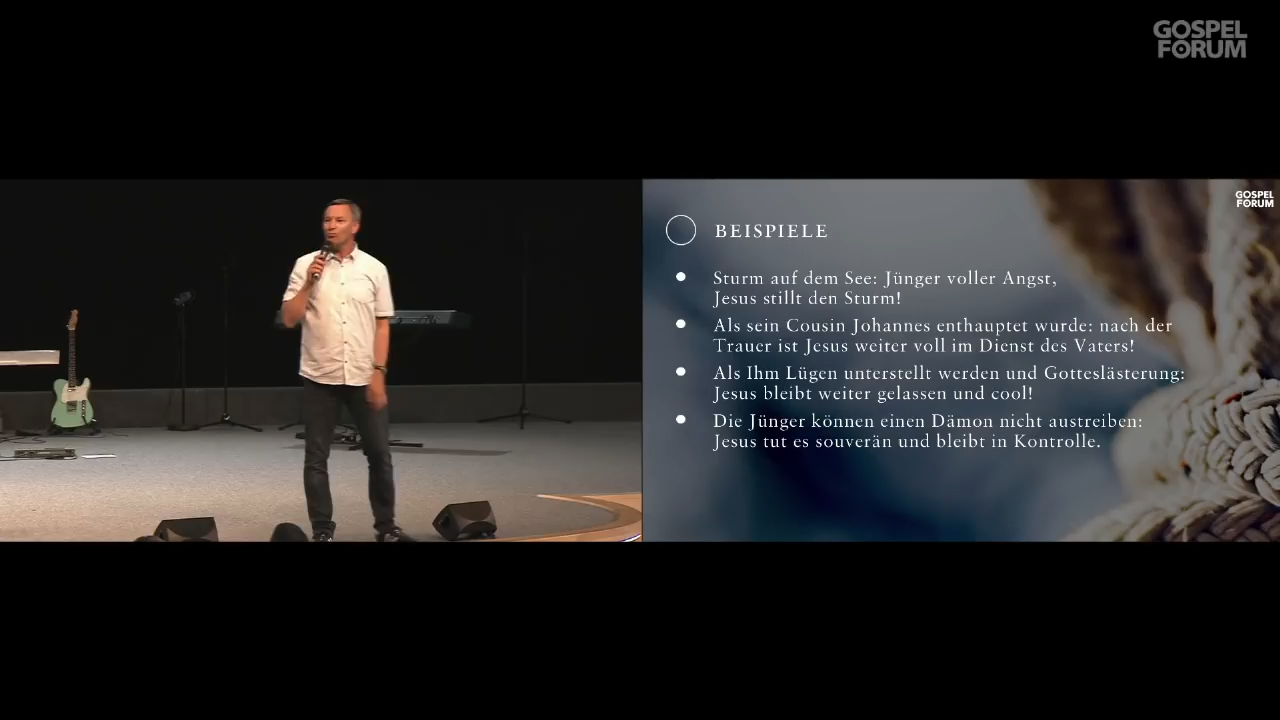 GOSPEL
FORUM
GOSPEL
FORUM
BEISPIELE
Sturm auf dem See: Jünger voller Angst,
Jesus stillt den Sturm!
Als sein Cousin Johannes enthauptet wurde: nach der
Trauer ist Jesus weiter voll im Dienst des Vaters!
Als Ihm Lügen unterstellt werden und Gotteslästerung:
Jesus bleibt weiter gelassen und cool!
Die Jünger können einen Dämon nicht austreiben:
Jesus tut es souverän und bleibt in Kontrolle.